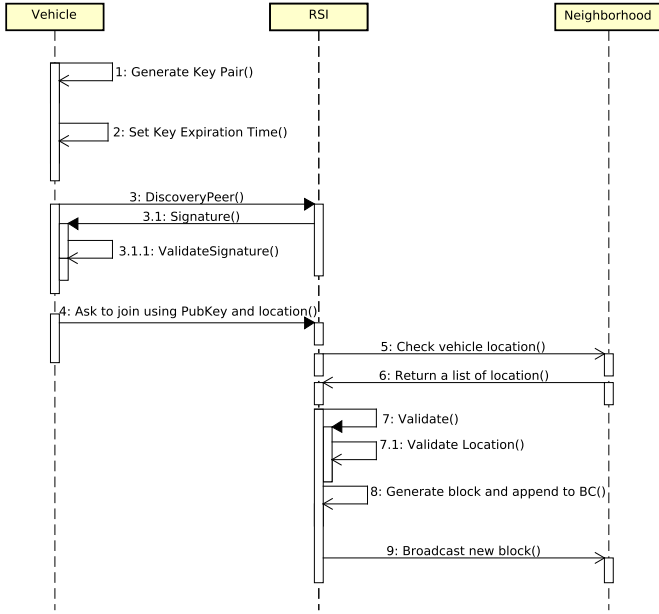 Vehicle
RSI
Neighborhood
1: Generate Key Pair()
2: Set Key Expiration Time()
3: DiscoveryPeer()
3.1: Signature()
3.1.1: ValidateSignature()
4: Ask to join using PubKey and location()
5: Check vehicle location()
6: Return a list of location()
7: Validate()
7.1: Validate Location()
8: Generate block and append to BC()
9: Broadcast new block()